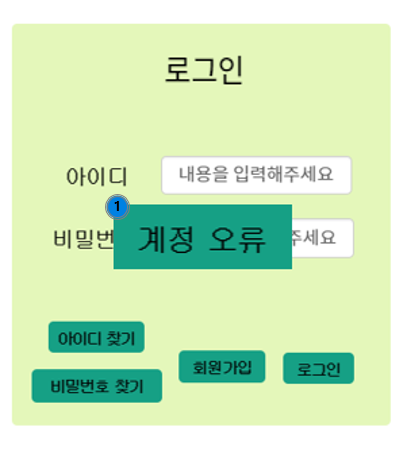 로그인
아이디 내용을 입력해주세요
1
비밀번
계정 오류
주세요
아이디 찾기
비밀번호 찾기
회원가입
로그인